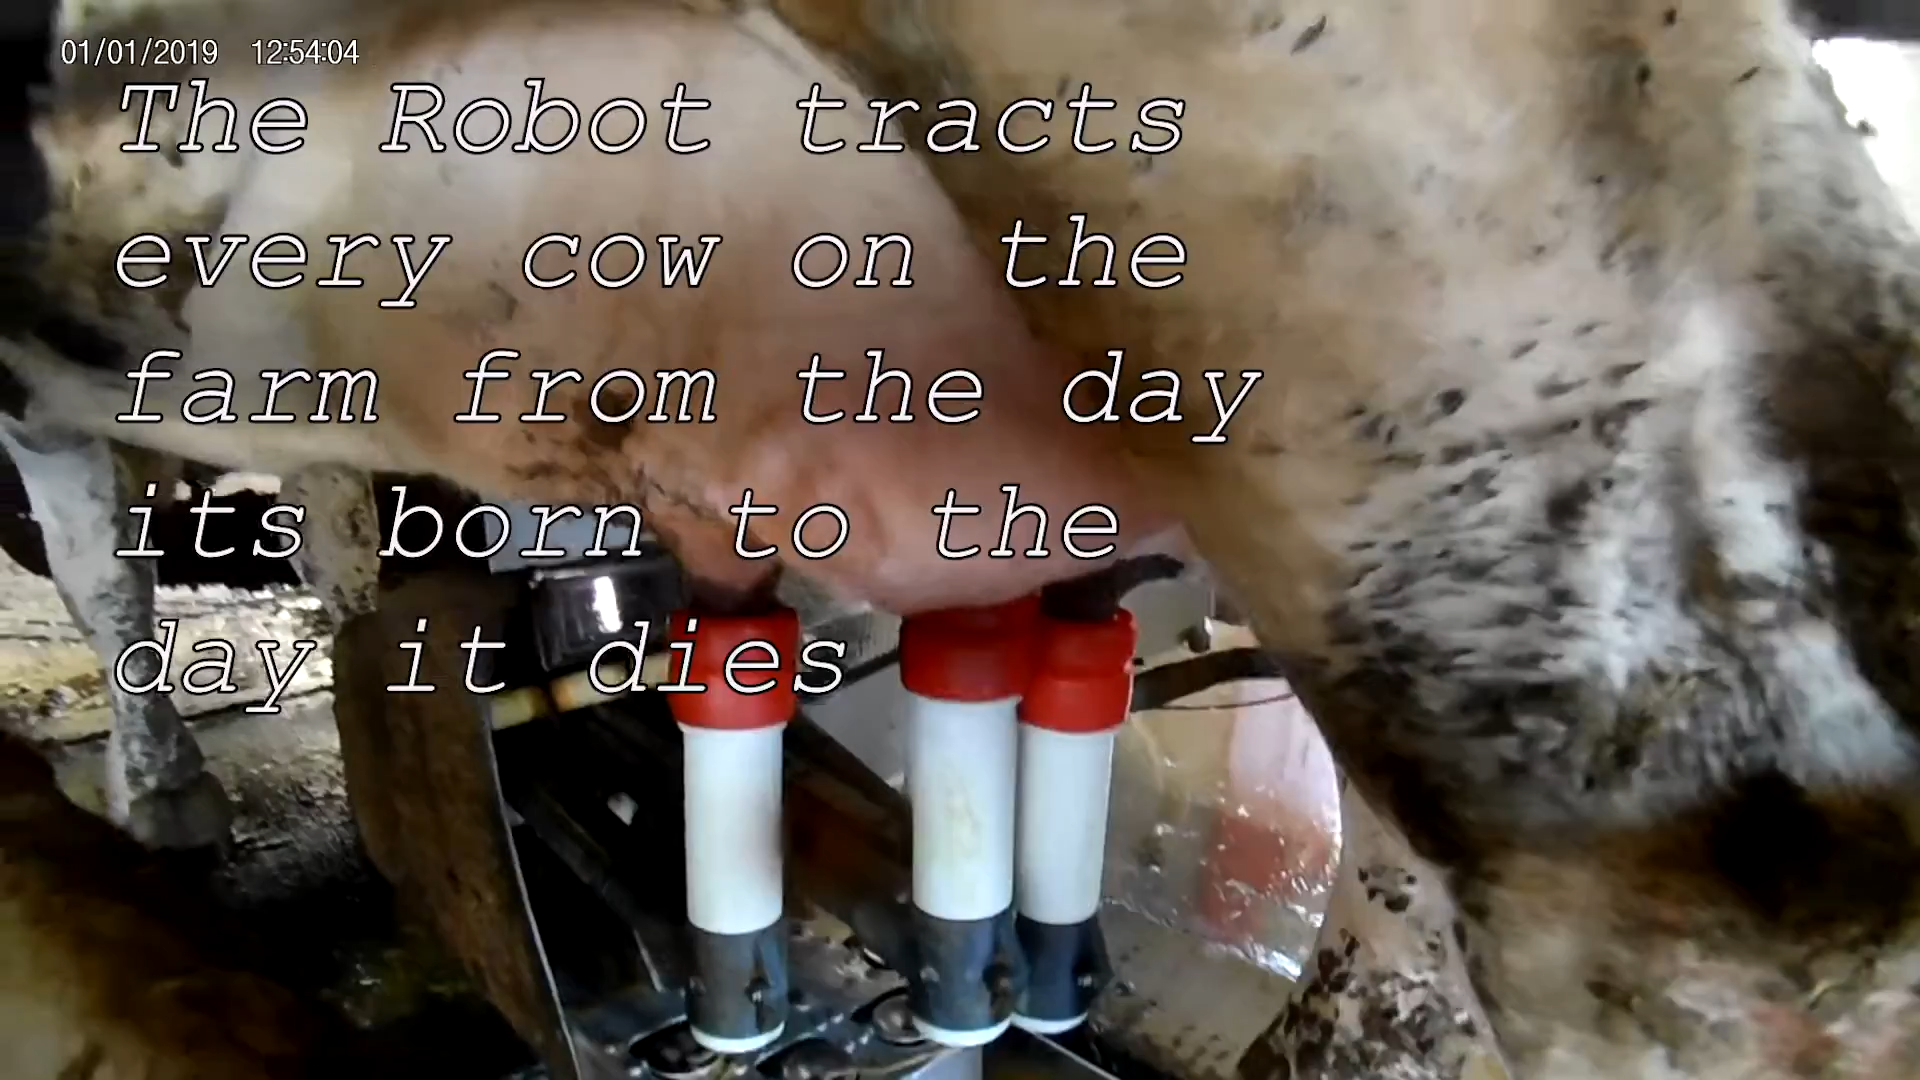 01/01/2019 12:54:04
The Robot tracts
every cow on the
farm from the day
its born to the
day it dies